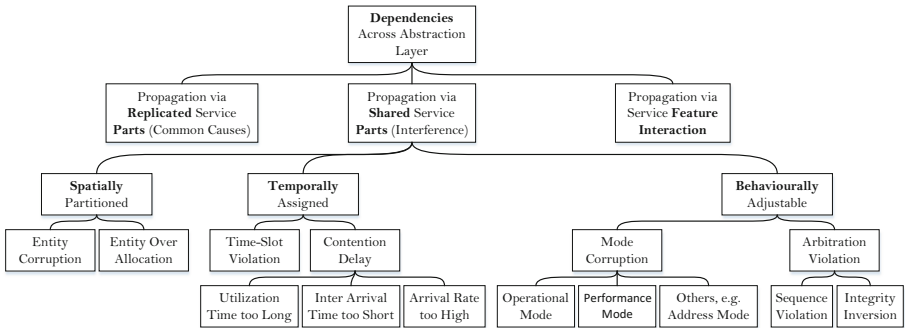 Dependencies
Across Abstraction
Layer
Propagation via
Replicated Service
Parts (Common Causes)
Propagation via
Shared Service
Parts (Interference)
Propagation via
Service Feature
Interaction
Spatially
Partitioned
Temporally
Assigned
Behaviourally
Adjustable
Entity
Corruption
Entity Over
Allocation
Time-Slot
Violation
Contention
Delay
Mode
Corruption
Arbitration
Violation
Utilization
Time too Long
Inter Arrival
Time too Short
Arrival Rate
too High
Operational
Mode
Performance
Mode
Others, e.g.
Address Mode
Sequence
Violation
Integrity
Inversion